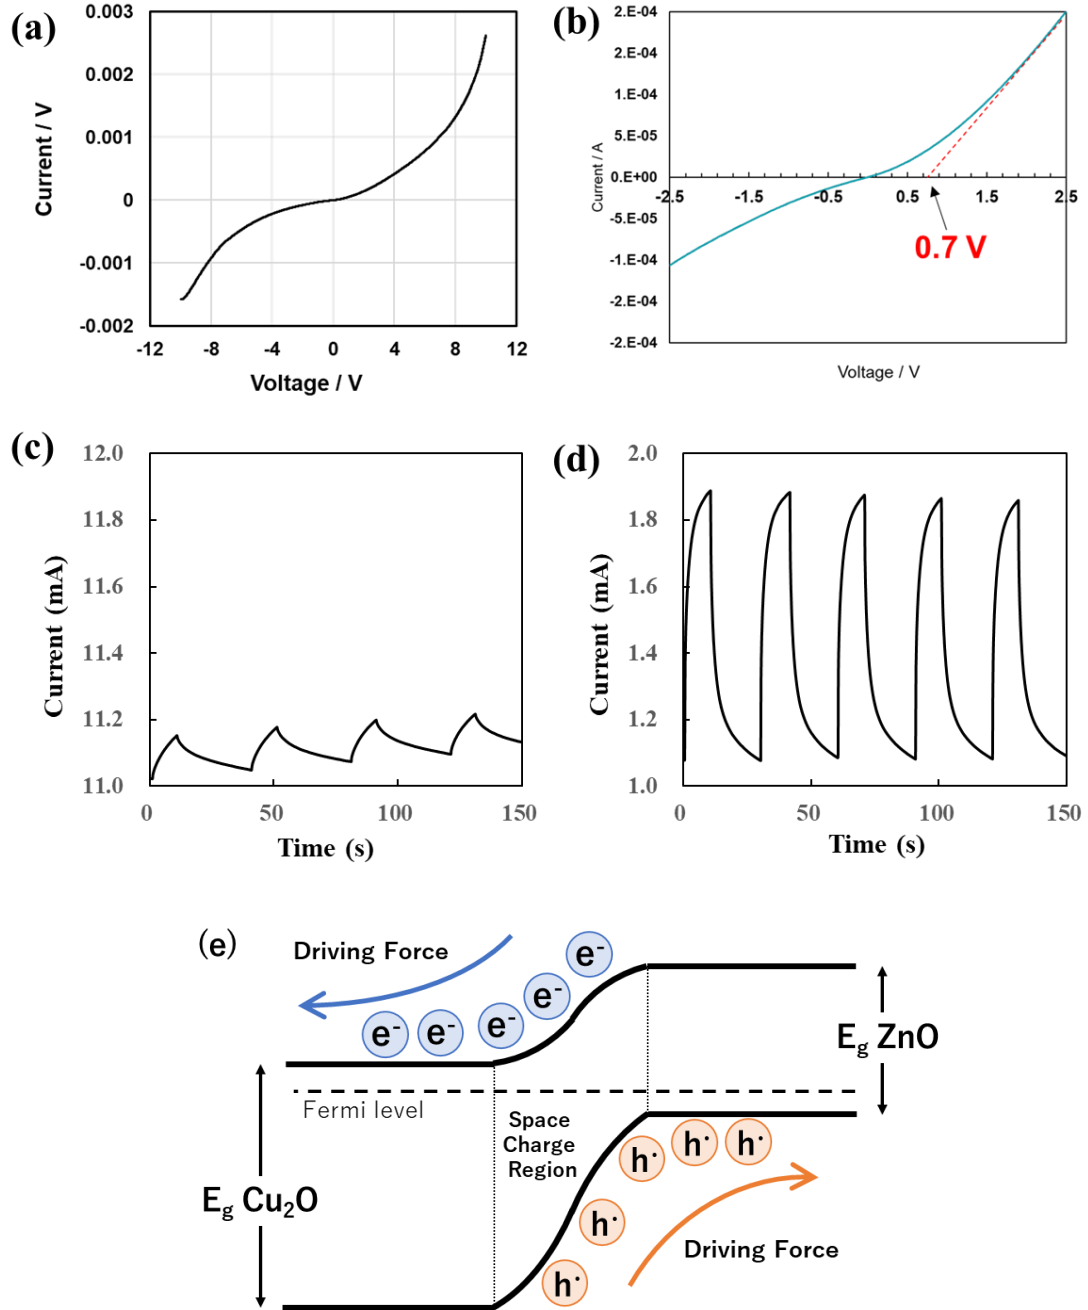 (a)
0.003
0.002
0.001
0
-0.001
-0.002
-12 -8 -4 0 4 8 12
Current / V
Voltage / V
(b)
2.E-04
2.E-04
1.E-04
5.E-05
0.E+00
-5.E-05
-1.E-04
-2.E-04
-2.E-04
-2.5 -1.5 -0.5 0.5 1.5 2.5
Current / A
0.7 V
Voltage / V
(c)
12.0
11.8
11.6
11.4
11.2
11.0
0 50 100 150
Current (mA)
Time (s)
(d)
2.0
1.8
1.6
1.4
1.2
1.0
0 50 100 150
Current (mA)
Time (s)
(e)
Driving Force
e-
e-
e-
e-
e-
Eg ZnO
Fermi level
Space
Charge
Region
Eg Cu2O
h·
h·
h·
h·
h·
Driving Force